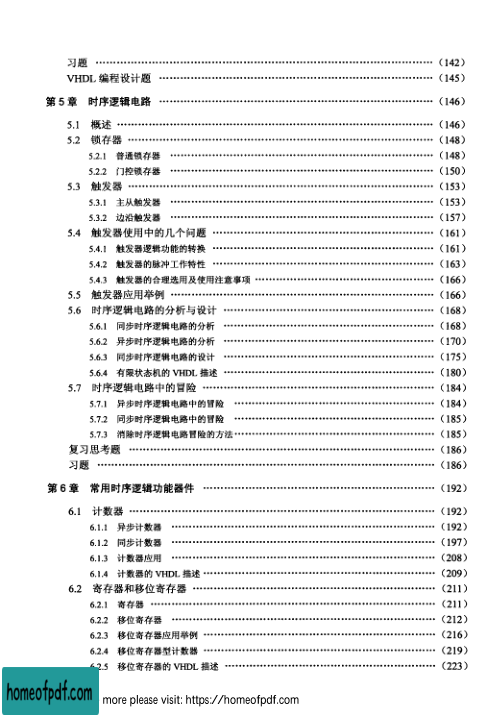 习题 ……………………………………………………………… (142)
VHDL 编程设计题 ……………………………………………………………… (145)
第 5 章 时序逻辑电路 ……………………………………………………………… (146)
5.1 概述 ……………………………………………………………… (146)
5.2 锁存器 ……………………………………………………………… (148)
5.2.1 普通锁存器 ……………………………………………………………… (148)
5.2.2 门控锁存器 ……………………………………………………………… (150)
5.3 触发器 ……………………………………………………………… (153)
5.3.1 主从触发器 ……………………………………………………………… (153)
5.3.2 边沿触发器 ……………………………………………………………… (157)
5.4 触发器使用中的几个问题 ……………………………………………………………… (161)
5.4.1 触发器逻辑功能的转换 ……………………………………………………………… (161)
5.4.2 触发器的脉冲工作特性 ……………………………………………………………… (163)
5.4.3 触发器的合理选用及使用注意事项 ……………………………………………………………… (166)
5.5 触发器应用举例 ……………………………………………………………… (166)
5.6 时序逻辑电路的分析与设计 ……………………………………………………………… (168)
5.6.1 同步时序逻辑电路的分析 ……………………………………………………………… (168)
5.6.2 异步时序逻辑电路的分析 ……………………………………………………………… (170)
5.6.3 同步时序逻辑电路的设计 ……………………………………………………………… (175)
5.6.4 有限状态机的 VHDL 描述 ……………………………………………………………… (180)
5.7 时序逻辑电路中的冒险 ……………………………………………………………… (184)
5.7.1 异步时序逻辑电路中的冒险 ……………………………………………………………… (184)
5.7.2 同步时序逻辑电路中的冒险 ……………………………………………………………… (185)
5.7.3 消除时序逻辑电路冒险的方法 ……………………………………………………………… (185)
复习思考题 ……………………………………………………………… (186)
习题 ……………………………………………………………… (186)
第 6 章 常用时序逻辑功能器件 ……………………………………………………………… (192)
6.1 计数器 ……………………………………………………………… (192)
6.1.1 异步计数器 ……………………………………………………………… (192)
6.1.2 同步计数器 ……………………………………………………………… (197)
6.1.3 计数器应用 ……………………………………………………………… (208)
6.1.4 计数器的 VHDL 描述 ……………………………………………………………… (209)
6.2 寄存器和移位寄存器 ……………………………………………………………… (211)
6.2.1 寄存器 ……………………………………………………………… (211)
6.2.2 移位寄存器 ……………………………………………………………… (212)
6.2.3 移位寄存器应用举例 ……………………………………………………………… (216)
6.2.4 移位寄存器型计数器 ……………………………………………………………… (219)
6.2.5 移位寄存器的 VHDL 描述 ……………………………………………………………… (223)
homeofpdf.com
more please visit: https://homeofpdf.com